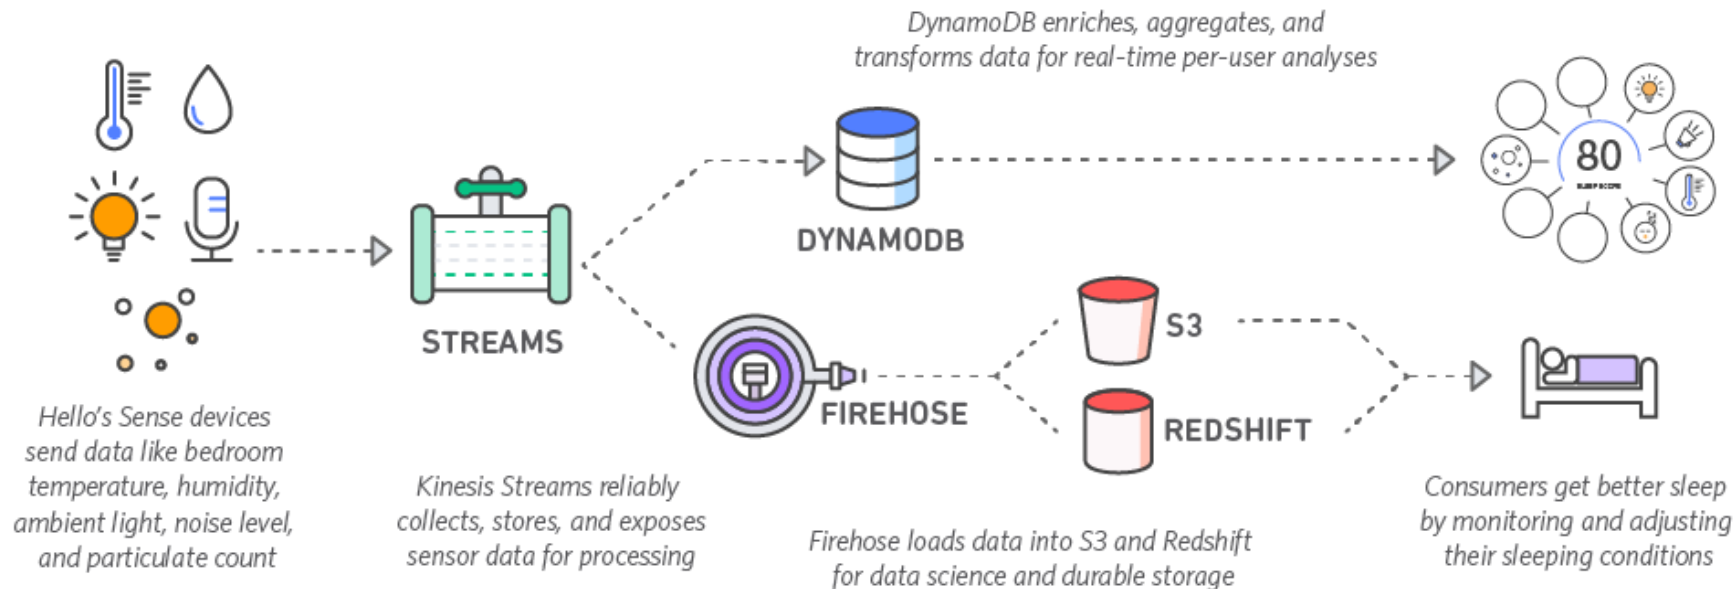 DynamoDB enriches, aggregates, and
transforms data for real-time per-user analyses
80
SLEEP SCORE
DYNAMODB
STREAMS
S3
FIREHOSE
REDSHIFT
Hello's Sense devices
send data like bedroom
temperature, humidity,
ambient light, noise level,
and particulate count
Kinesis Streams reliably
collects, stores, and exposes
sensor data for processing
Firehose loads data into S3 and Redshift
for data science and durable storage
Consumers get better sleep
by monitoring and adjusting
their sleeping conditions